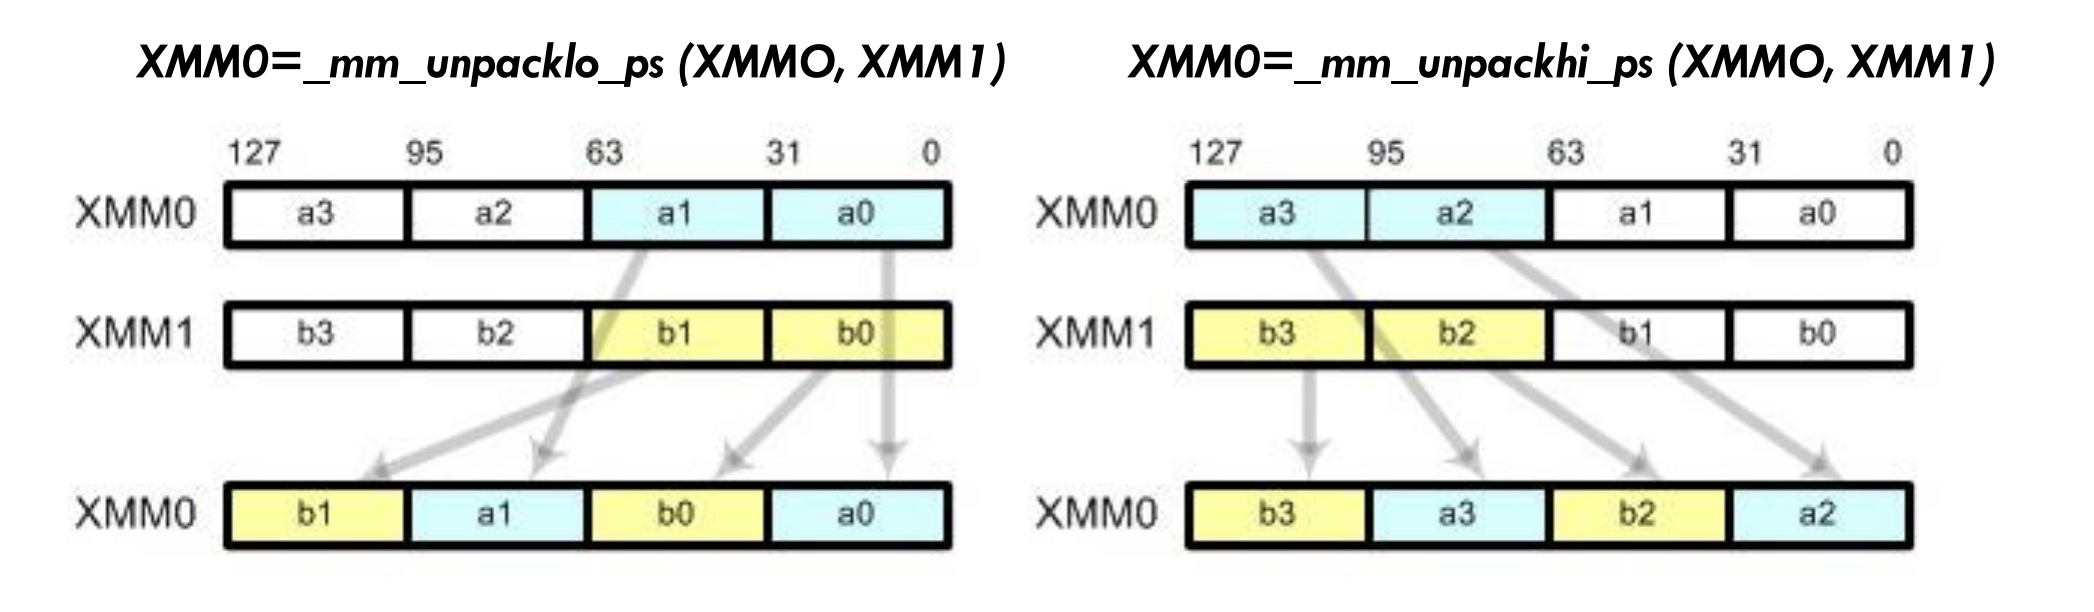 XMM0=_mm_unpacklo_ps (XMMO, XMM1)
127 95 63 31 0
XMM0 a3 a2 a1 a0
XMM1 b3 b2 b1 b0
XMM0 b1 a1 b0 a0
XMM0=_mm_unpackhi_ps (XMMO, XMM1)
127 95 63 31 0
XMM0 a3 a2 a1 a0
XMM1 b3 b2 b1 b0
XMM0 b3 a3 b2 a2